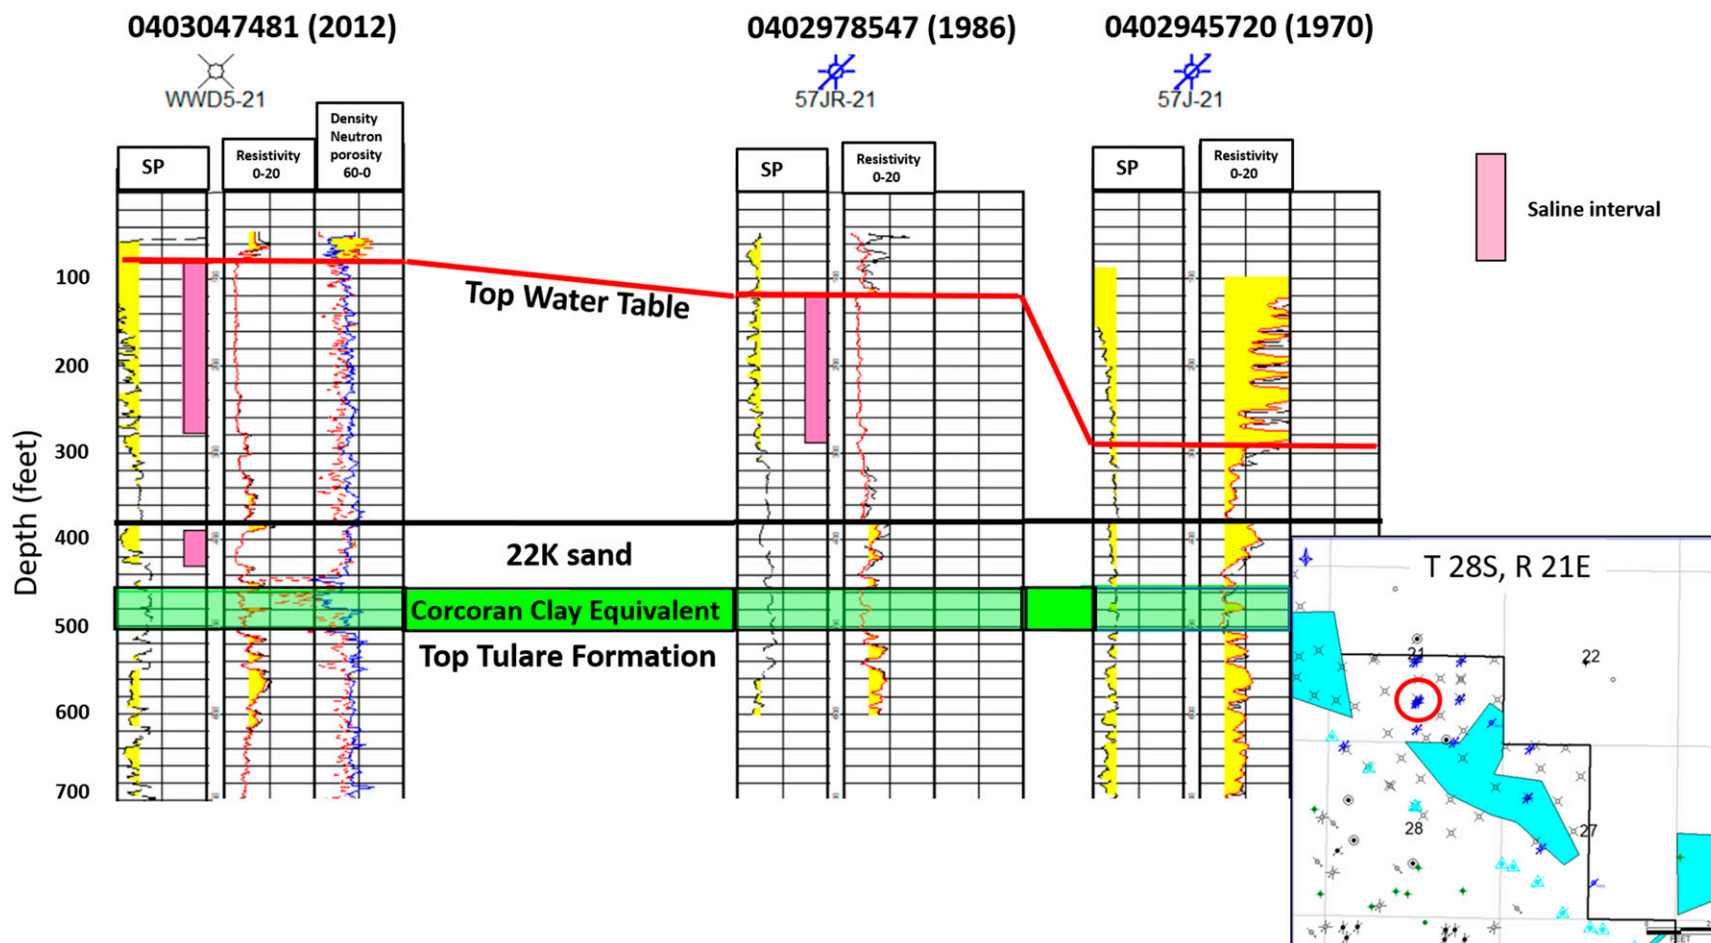 0403047481 (2012)
0402978547 (1986)
0402945720 (1970)
WWD5-21
57JR-21
57J-21
SP
Resistivity
0-20
Density
Neutron
porosity
60-0
SP
Resistivity
0-20
SP
Resistivity
0-20
Saline interval
Depth (feet)
100
200
300
400
500
600
700
Top Water Table
22K sand
Corcoran Clay Equivalent
Top Tulare Formation
T 28S, R 21E
21
22
28
27
FEET